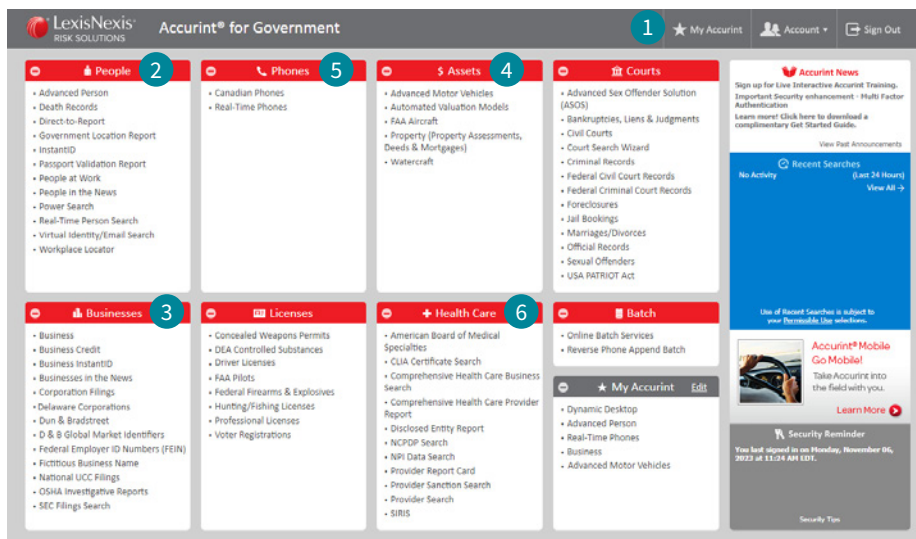 LexisNexis®
RISK SOLUTIONS
Accurint® for Government
1
My Accurint
Account
Sign Out
People
2
• Advanced Person
• Death Records
• Direct-to-Report
• Government Location Report
• InstantID
• Passport Validation Report
• People at Work
• People in the News
• Power Search
• Real-Time Person Search
• Virtual Identity/Email Search
• Workplace Locator
Phones
5
• Canadian Phones
• Real-Time Phones
$ Assets
4
• Advanced Motor Vehicles
• Automated Valuation Models
• FAA Aircraft
• Property (Property Assessments,
Deeds & Mortgages)
• Watercraft
Courts
• Advanced Sex Offender Solution
(ASOS)
• Bankruptcies, Liens & Judgments
• Civil Courts
• Court Search Wizard
• Criminal Records
• Federal Civil Court Records
• Federal Criminal Court Records
• Foreclosures
• Jail Bookings
• Marriages/Divorces
• Official Records
• Sexual Offenders
• USA PATRIOT Act
Accurint News
Sign up for Live Interactive Accurint Training.
Important Security enhancement - Multi Factor
Authentication
Learn more! Click here to download a
complimentary Get Started Guide.
View Past Announcements
Recent Searches
No Activity
(Last 24 Hours)
View All →
Use of Recent Searches is subject to
your Permissible Use selections.
Businesses
3
• Business
• Business Credit
• Business InstantID
• Businesses in the News
• Corporation Filings
• Delaware Corporations
• Dun & Bradstreet
• D & B Global Market Identifiers
• Federal Employer ID Numbers (FEIN)
• Fictitious Business Name
• National UCC Filings
• OSHA Investigative Reports
• SEC Filings Search
Licenses
• Concealed Weapons Permits
• DEA Controlled Substances
• Driver Licenses
• FAA Pilots
• Federal Firearms & Explosives
• Hunting/Fishing Licenses
• Professional Licenses
• Voter Registrations
Health Care
6
• American Board of Medical
Specialties
• CLIA Certificate Search
• Comprehensive Health Care Business
Search
• Comprehensive Health Care Provider
Report
• Disclosed Entity Report
• NCPDP Search
• NPI Data Search
• Provider Report Card
• Provider Sanction Search
• Provider Search
• SIRIS
Batch
• Online Batch Services
• Reverse Phone Append Batch
My Accurint
Edit
• Dynamic Desktop
• Advanced Person
• Real-Time Phones
• Business
• Advanced Motor Vehicles
Accurint® Mobile
Go Mobile!
Take Accurint into
the field with you.
Learn More
Security Reminder
You last signed in on Monday, November 06,
2023 at 11:24 AM EDT.
Security Tips